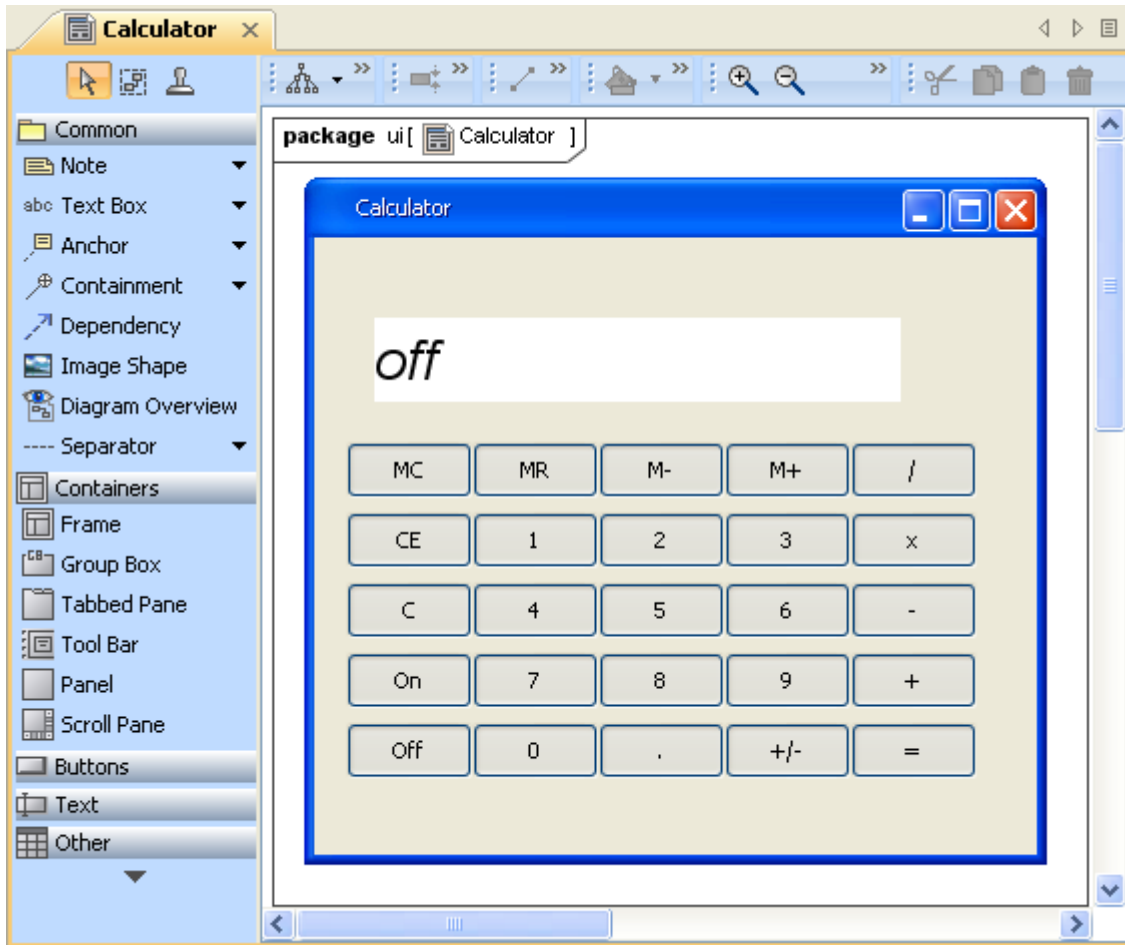 Calculator
Common
Note
abc Text Box
Anchor
Containment
Dependency
Image Shape
Diagram Overview
Separator
Containers
Frame
GB Group Box
Tabbed Pane
Tool Bar
Panel
Scroll Pane
Buttons
Text
Other
package ui[ Calculator ]
Calculator
off
MC MR M- M+ /
CE 1 2 3 x
C 4 5 6 -
On 7 8 9 +
Off 0 . +/- =